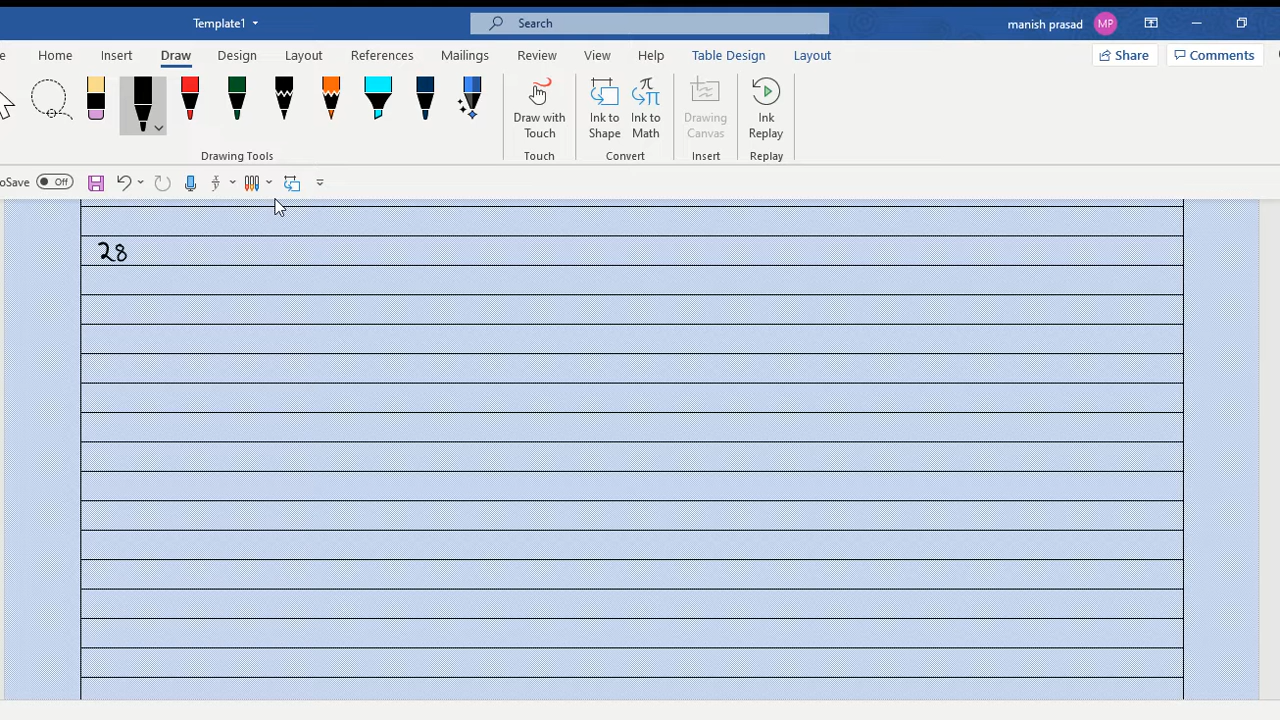 Template1
Search
manish prasad
MP
e
Home
Insert
Draw
Design
Layout
References
Mailings
Review
View
Help
Table Design
Layout
Share
Comments
Draw with
Touch
Ink to
Shape
Ink to
Math
Drawing
Canvas
Ink
Replay
Drawing Tools
Touch
Convert
Insert
Replay
oSave
Off
28